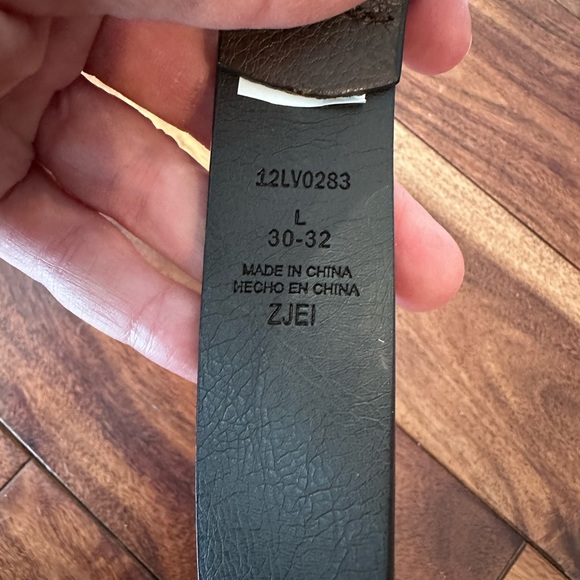 12LV0283
L
30-32
MADE IN CHINA
HECHO EN CHINA
ZJEI